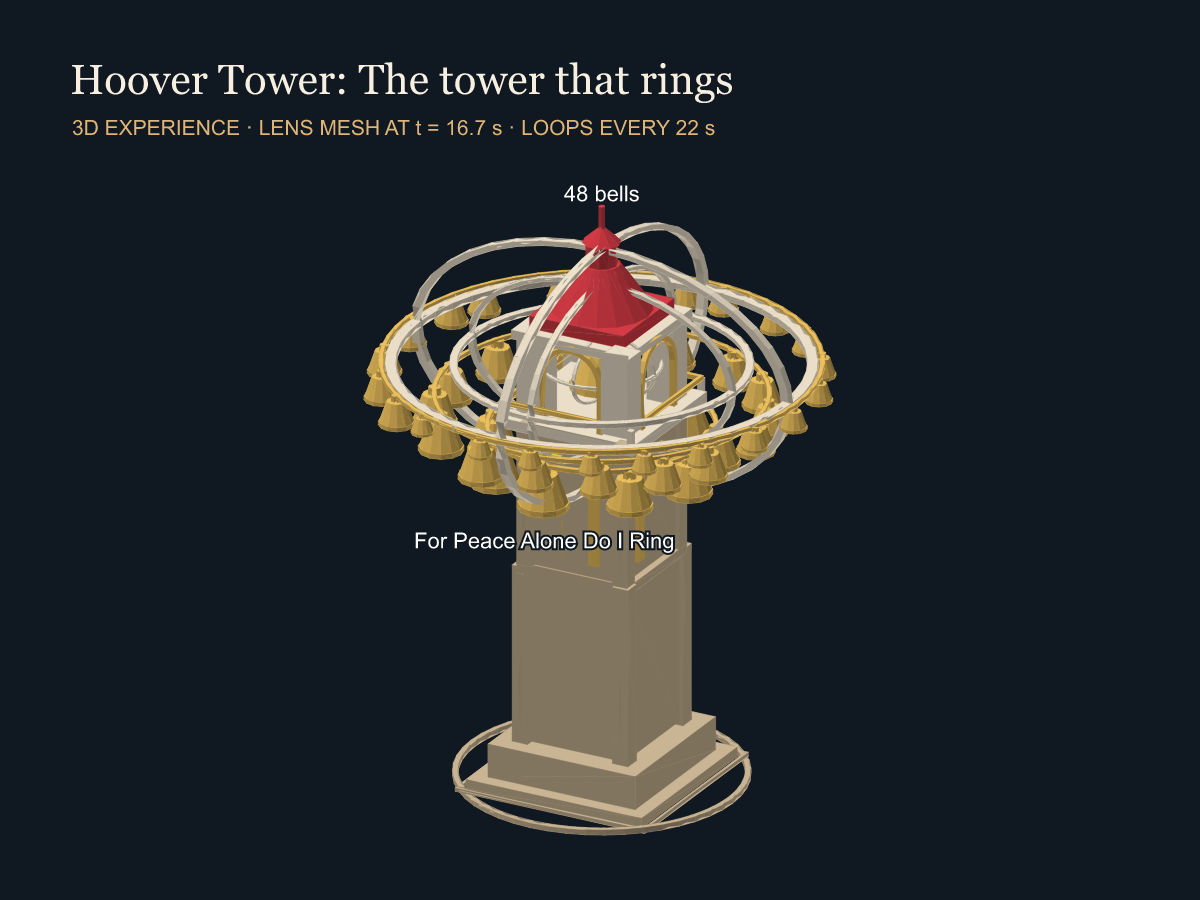 Hoover Tower: The tower that rings
3D EXPERIENCE · LENS MESH AT t = 16.7 s · LOOPS EVERY 22 s
48 bells
For Peace Alone Do I Ring